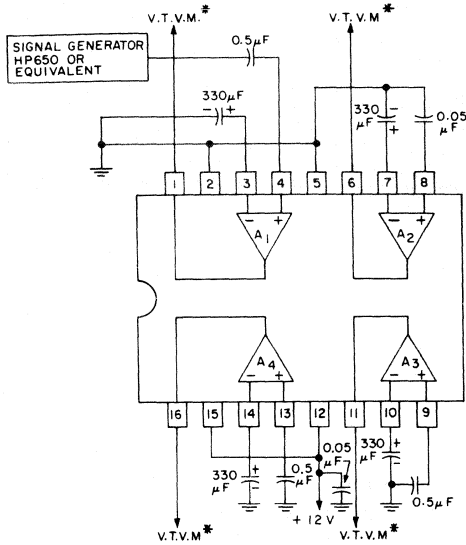 V.T.V.M.*
V.T.V.M*
SIGNAL GENERATOR
HP650 OR
EQUIVALENT
0.5μF
330μF
- +
330
μF
-
+
0.05
μF
1 2 3 4 5 6 7 8
- +
A1
- +
A2
A4
- +
A3
- +
16 15 14 13 12 11 10 9
330
μF
+
-
0.5
μF
0.05
μF
+12V
330
μF
+
-
0.5μF
V.T.V.M*
V.T.V.M*